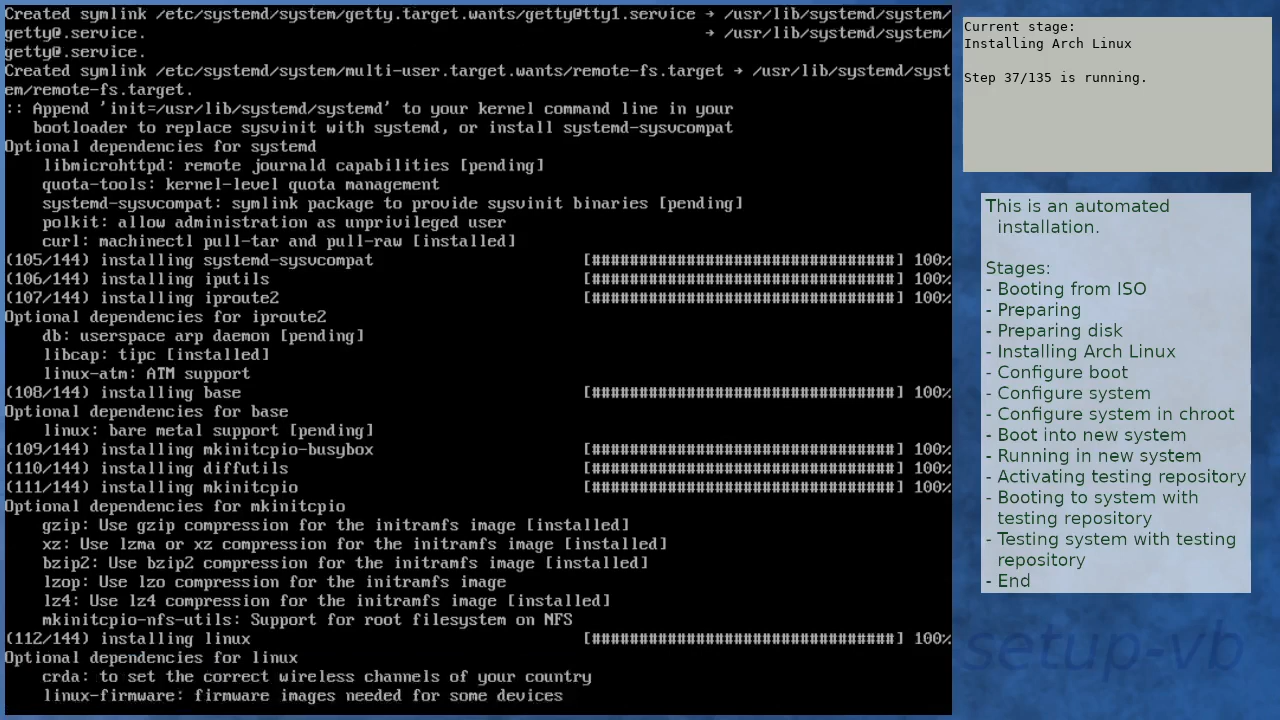 Created symlink /etc/systemd/system/getty.target.wants/getty@tty1.service → /usr/lib/systemd/system/
getty@.service.                                                            → /usr/lib/systemd/system/
getty@.service.
Created symlink /etc/systemd/system/multi-user.target.wants/remote-fs.target → /usr/lib/systemd/syst
em/remote-fs.target.
:: Append 'init=/usr/lib/systemd/systemd' to your kernel command line in your
   bootloader to replace sysvinit with systemd, or install systemd-sysvcompat
Optional dependencies for systemd
    libmicrohttpd: remote journald capabilities [pending]
    quota-tools: kernel-level quota management
    systemd-sysvcompat: symlink package to provide sysvinit binaries [pending]
    polkit: allow administration as unprivileged user
    curl: machinectl pull-tar and pull-raw [installed]
(105/144) installing systemd-sysvcompat                       [################################] 100%
(106/144) installing iputils                                  [################################] 100%
(107/144) installing iproute2                                 [################################] 100%
Optional dependencies for iproute2
    db: userspace arp daemon [pending]
    libcap: tipc [installed]
    linux-atm: ATM support
(108/144) installing base                                     [################################] 100%
Optional dependencies for base
    linux: bare metal support [pending]
(109/144) installing mkinitcpio-busybox                       [################################] 100%
(110/144) installing diffutils                                [################################] 100%
(111/144) installing mkinitcpio                               [################################] 100%
Optional dependencies for mkinitcpio
    gzip: Use gzip compression for the initramfs image [installed]
    xz: Use lzma or xz compression for the initramfs image [installed]
    bzip2: Use bzip2 compression for the initramfs image [installed]
    lzop: Use lzo compression for the initramfs image
    lz4: Use lz4 compression for the initramfs image [installed]
    mkinitcpio-nfs-utils: Support for root filesystem on NFS
(112/144) installing linux                                    [################################] 100%
Optional dependencies for linux
    crda: to set the correct wireless channels of your country
    linux-firmware: firmware images needed for some devices
Current stage:
Installing Arch Linux
Step 37/135 is running.
This is an automated
installation.
Stages:
- Booting from ISO
- Preparing
- Preparing disk
- Installing Arch Linux
- Configure boot
- Configure system
- Configure system in chroot
- Boot into new system
- Running in new system
- Activating testing repository
- Booting to system with
testing repository
- Testing system with testing
repository
- End
setup-vb